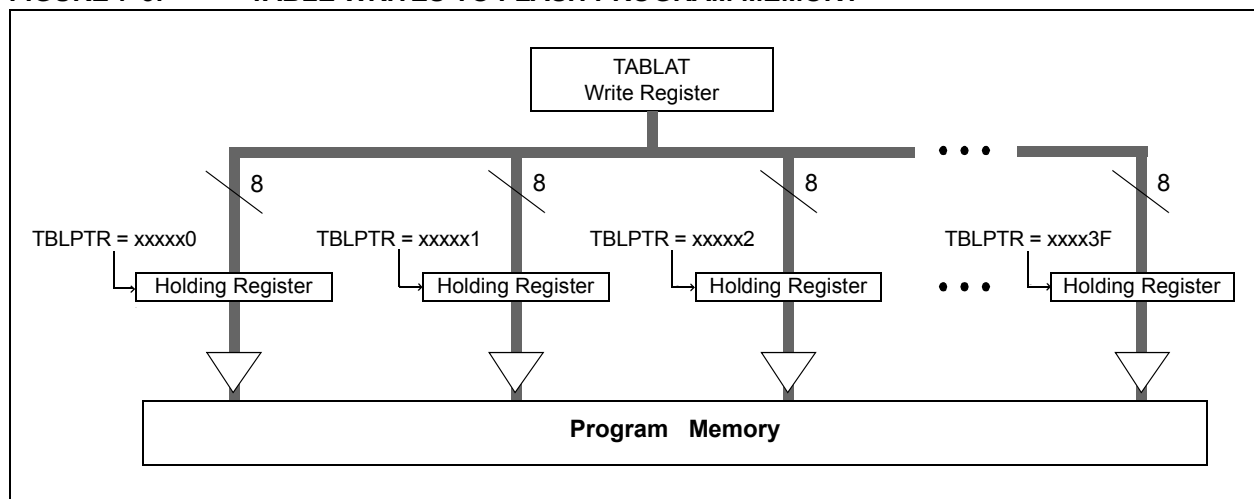 TABLAT
Write Register
8 8 8 8
TBLPTR = xxxxx0 TBLPTR = xxxxx1 TBLPTR = xxxxx2 TBLPTR = xxxx3F
Holding Register Holding Register Holding Register Holding Register
Program Memory